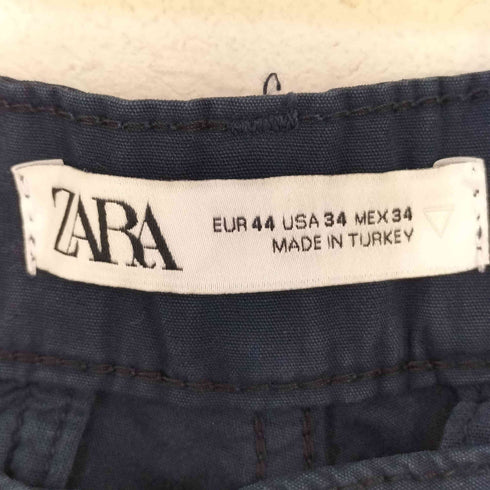 ZARA
EUR 44 USA 34 MEX 34
MADE IN TURKEY